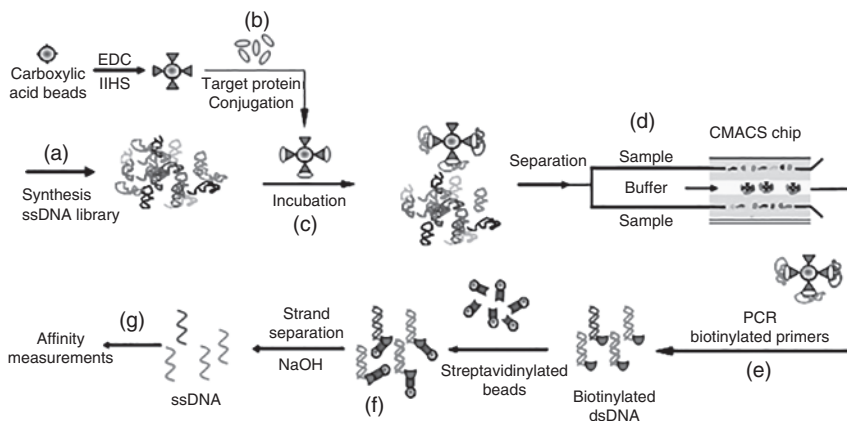 (b)
EDC
IIHS
Carboxylic
acid beads
Target protein
Conjugation
(a)
Synthesis
ssDNA library
Incubation
(c)
Separation
(d)
CMACS chip
Sample
Buffer
Sample
PCR
biotinylated primers
(e)
Biotinylated
dsDNA
Streptavidinylated
beads
(f)
Strand
separation
NaOH
ssDNA
(g)
Affinity
measurements